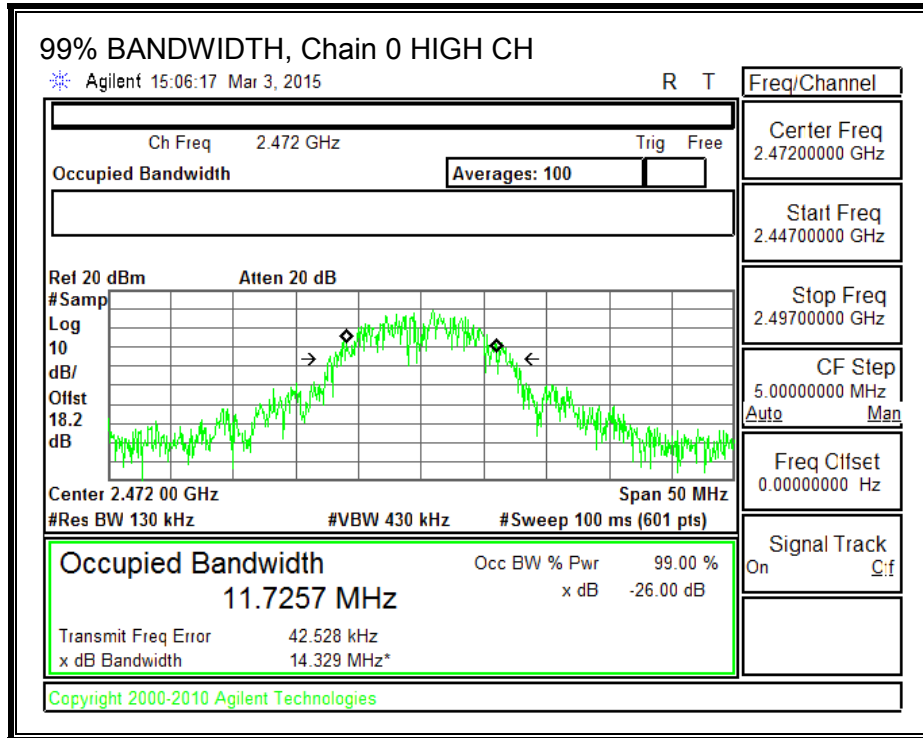 99% BANDWIDTH, Chain 0 HIGH CH
Agilent 15:06:17 Mar 3, 2015 R T
Freq/Channel
Ch Freq 2.472 GHz Trig Free
Occupied Bandwidth Averages: 100
Center Freq
2.47200000 GHz
Start Freq
2.44700000 GHz
Stop Freq
2.49700000 GHz
CF Step
5.00000000 MHz
Auto Man
Freq Offset
0.00000000 Hz
Signal Track
On Off
Ref 20 dBm Atten 20 dB
#Samp
Log
10
dB/
Offst
18.2
dB
Center 2.472 00 GHz Span 50 MHz
#Res BW 130 kHz #VBW 430 kHz #Sweep 100 ms (601 pts)
Occupied Bandwidth
11.7257 MHz
Occ BW % Pwr 99.00 %
x dB -26.00 dB
Transmit Freq Error 42.528 kHz
x dB Bandwidth 14.329 MHz*
Copyright 2000-2010 Agilent Technologies